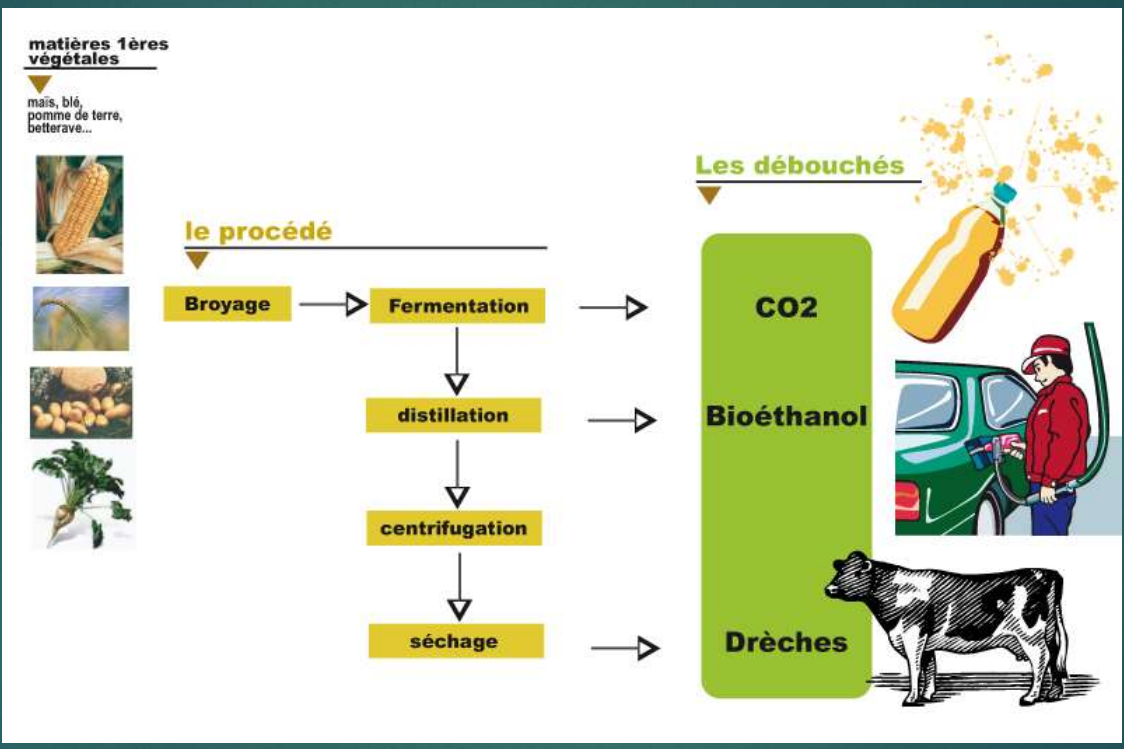 matières 1ères
végétales
maïs, blé,
pomme de terre,
betterave...
le procédé
Broyage
Fermentation
distillation
centrifugation
séchage
Les débouchés
CO2
Bioéthanol
Drèches